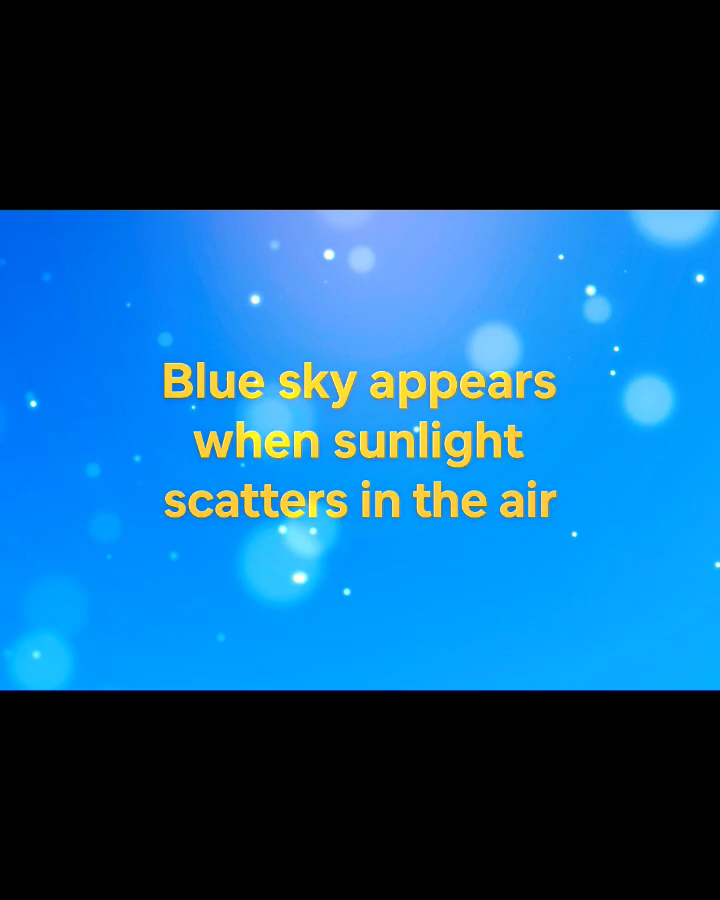 Blue sky appears
when sunlight
scatters in the air